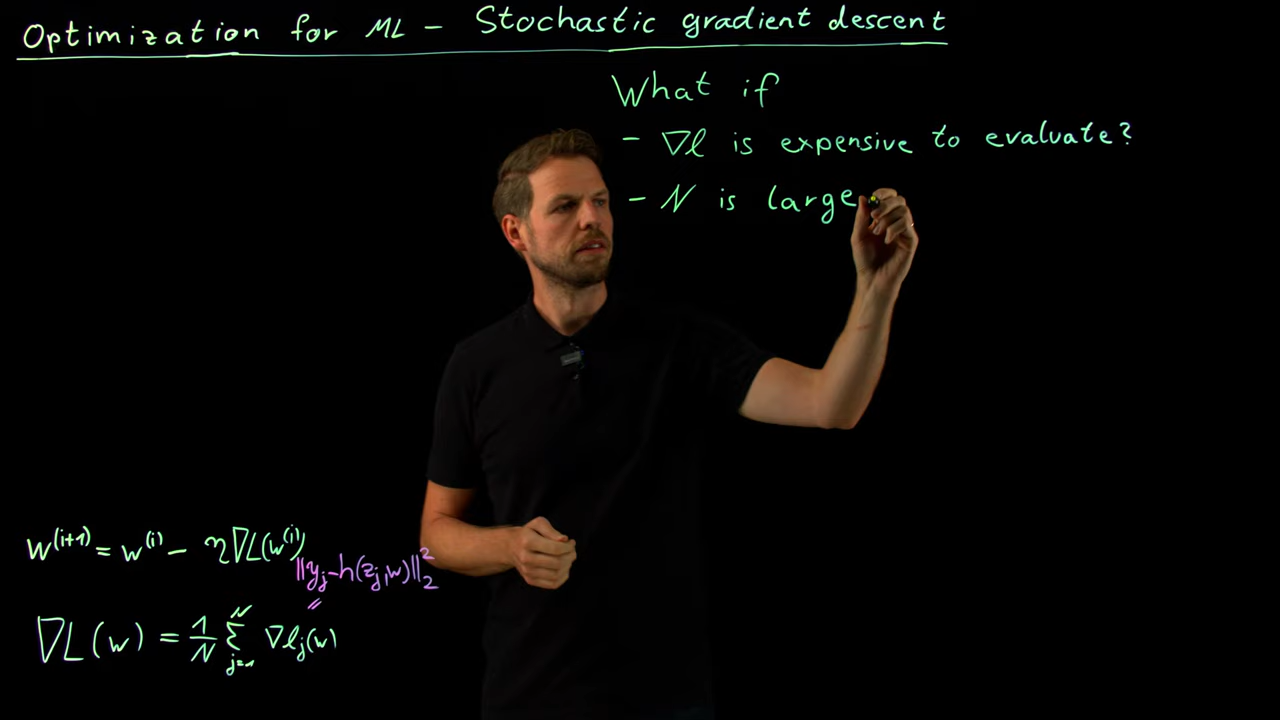 Optimization for ML – Stochastic gradient descent
What if
– ∇ℓ is expensive to evaluate?
– N is large
w^(i+1) = w^(i) – η∇L(w^(i))
||y_j – h(z_j, w)||_2^2
∇L(w) = 1/N Σ_{j=1}^N ∇ℓ_j(w)